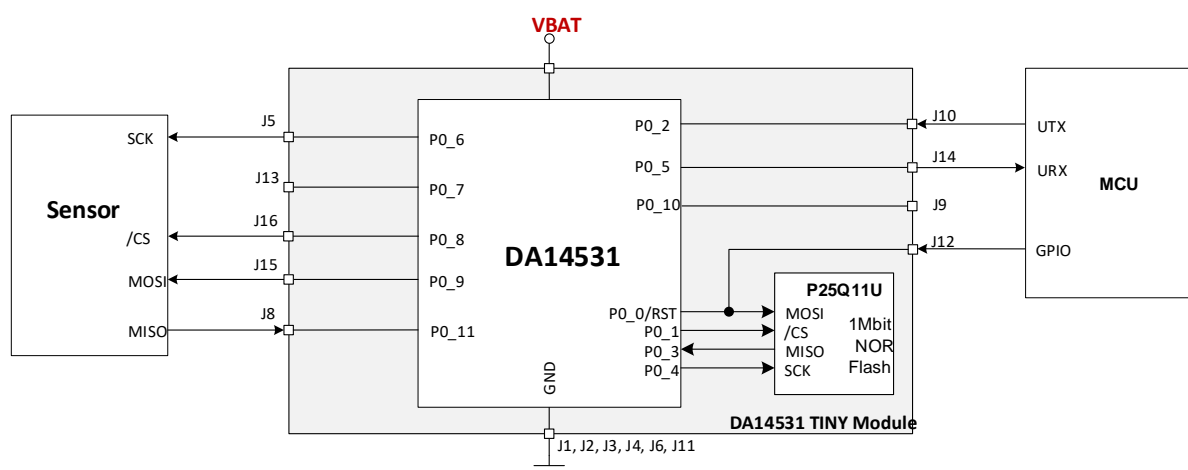 VBAT
Sensor
SCK
/CS
MOSI
MISO
J5
J13
J16
J15
J8
P0_6
P0_7
P0_8
P0_9
P0_11
DA14531
GND
P0_2
P0_5
P0_10
P0_0/RST
P0_1
P0_3
P0_4
P25Q11U
MOSI
/CS
MISO
SCK
1Mbit
NOR
Flash
DA14531 TINY Module
J1, J2, J3, J4, J6, J11
J10
J14
J9
J12
UTX
URX
GPIO
MCU